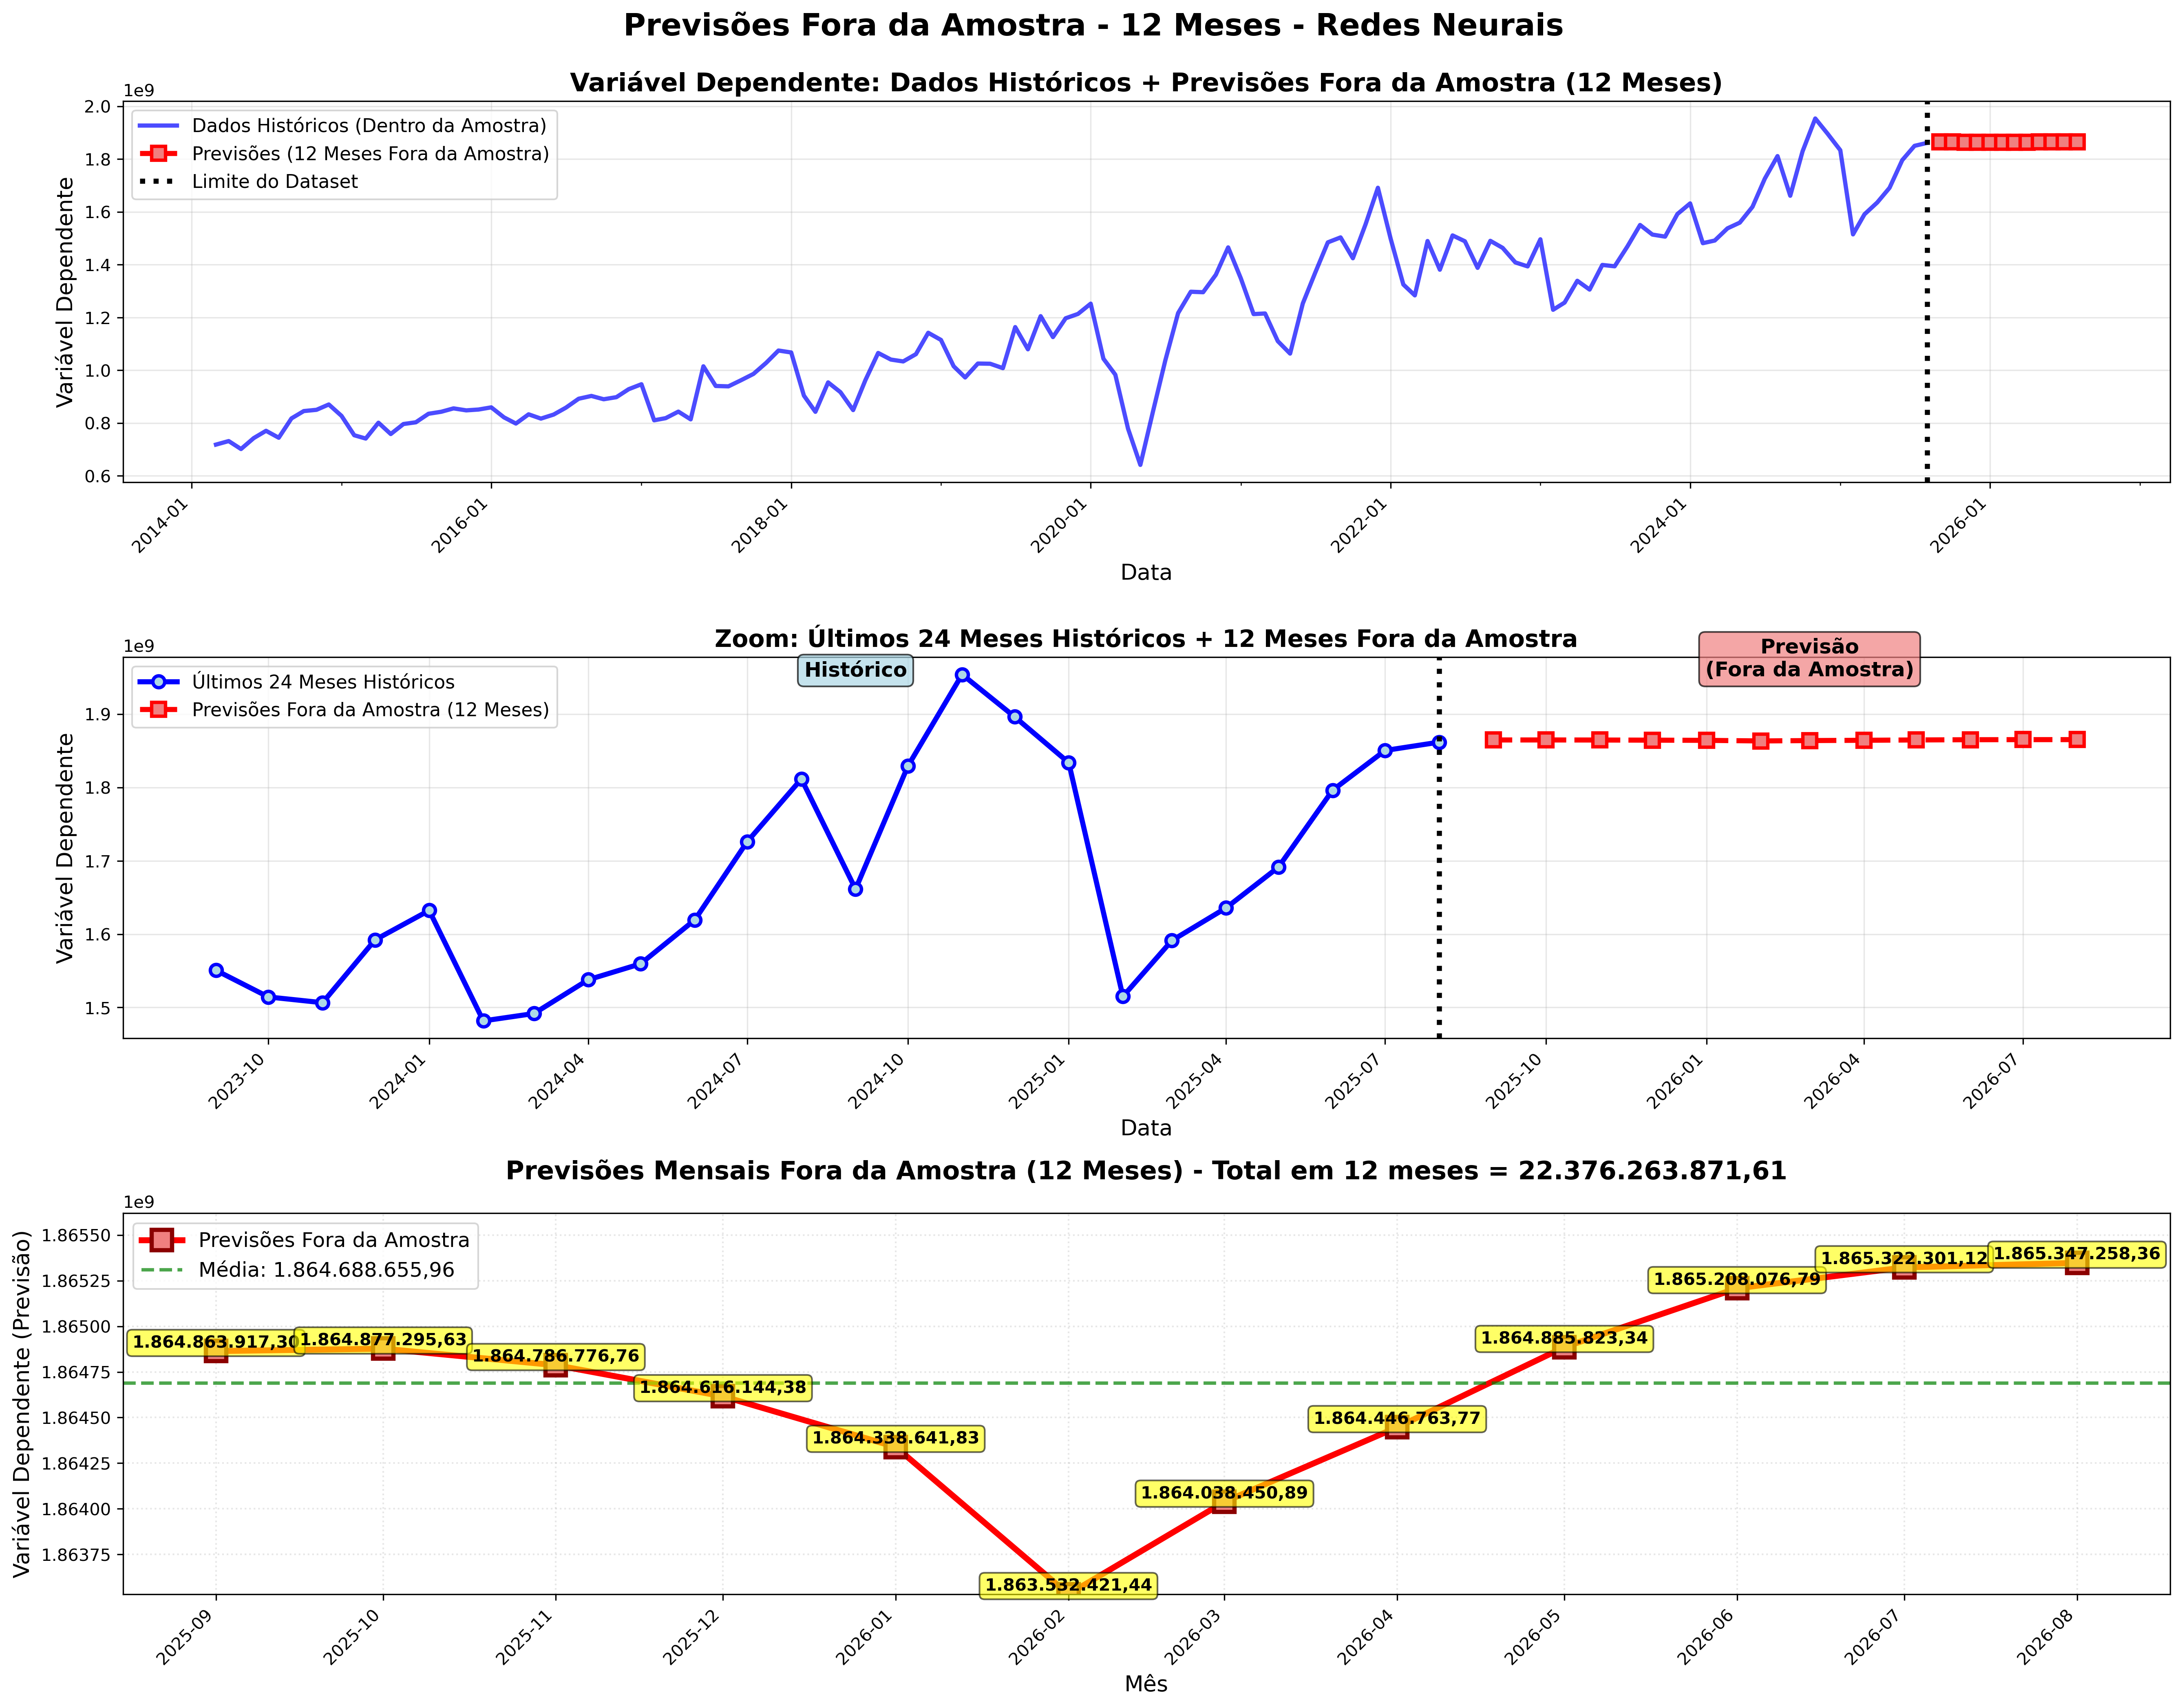 Previsões Fora da Amostra - 12 Meses - Redes Neurais
Variável Dependente: Dados Históricos + Previsões Fora da Amostra (12 Meses)
1e9
Dados Históricos (Dentro da Amostra)
Previsões (12 Meses Fora da Amostra)
Limite do Dataset
Variável Dependente
2.0
1.8
1.6
1.4
1.2
1.0
0.8
0.6
2014-01
2016-01
2018-01
2020-01
2022-01
2024-01
2026-01
Data
Zoom: Últimos 24 Meses Históricos + 12 Meses Fora da Amostra
1e9
Últimos 24 Meses Históricos
Previsões Fora da Amostra (12 Meses)
Histórico
Previsão
(Fora da Amostra)
Variável Dependente
1.9
1.8
1.7
1.6
1.5
2023-10
2024-01
2024-04
2024-07
2024-10
2025-01
2025-04
2025-07
2025-10
2026-01
2026-04
2026-07
Data
Previsões Mensais Fora da Amostra (12 Meses) - Total em 12 meses = 22.376.263.871,61
1e9
Previsões Fora da Amostra
Média: 1.864.688.655,96
Variável Dependente (Previsão)
1.86550
1.86525
1.86500
1.86475
1.86450
1.86425
1.86400
1.86375
1.864.863.917,30
1.864.877.295,63
1.864.786.776,76
1.864.616.144,38
1.864.338.641,83
1.863.532.421,44
1.864.038.450,89
1.864.446.763,77
1.864.885.823,34
1.865.208.076,79
1.865.322.301,12
1.865.347.258,36
2025-09
2025-10
2025-11
2025-12
2026-01
2026-02
2026-03
2026-04
2026-05
2026-06
2026-07
2026-08
Mês